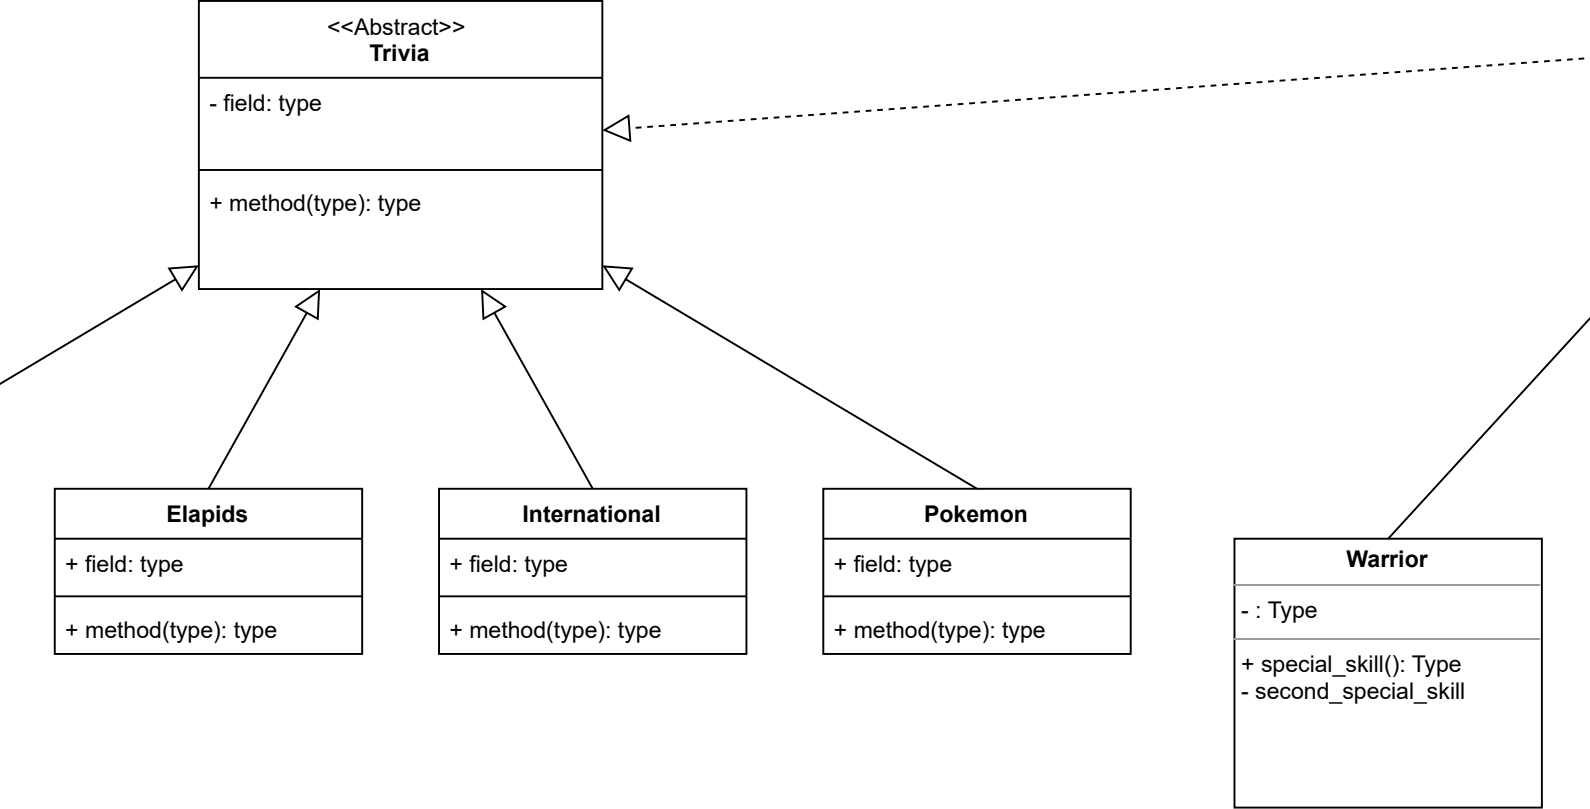 <<Abstract>>
Trivia
- field: type
+ method(type): type
Elapids
+ field: type
+ method(type): type
International
+ field: type
+ method(type): type
Pokemon
+ field: type
+ method(type): type
Warrior
- : Type
+ special_skill(): Type
- second_special_skill